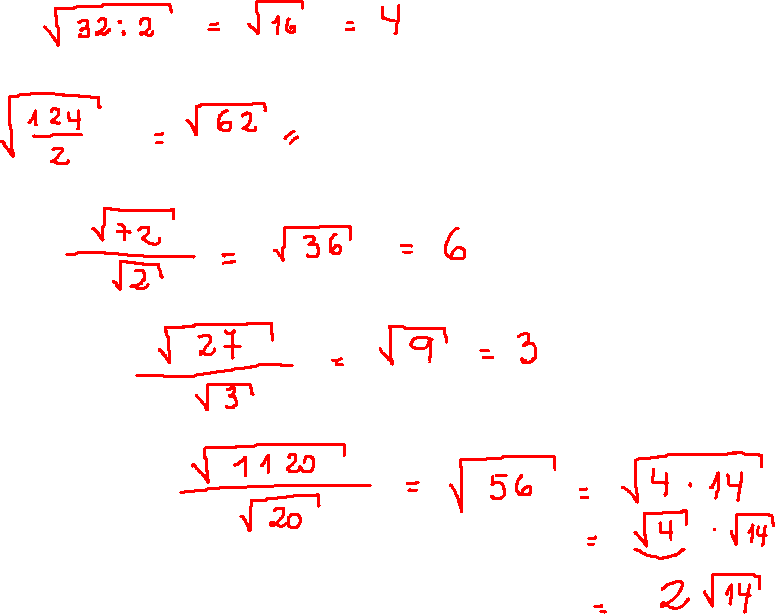 √32:2 = √16 = 4
√124/2 = √62 =
√72/√2 = √36 = 6
√27/√3 = √9 = 3
√1120/√20 = √56 = √4·14
= √4 · √14
= 2√14